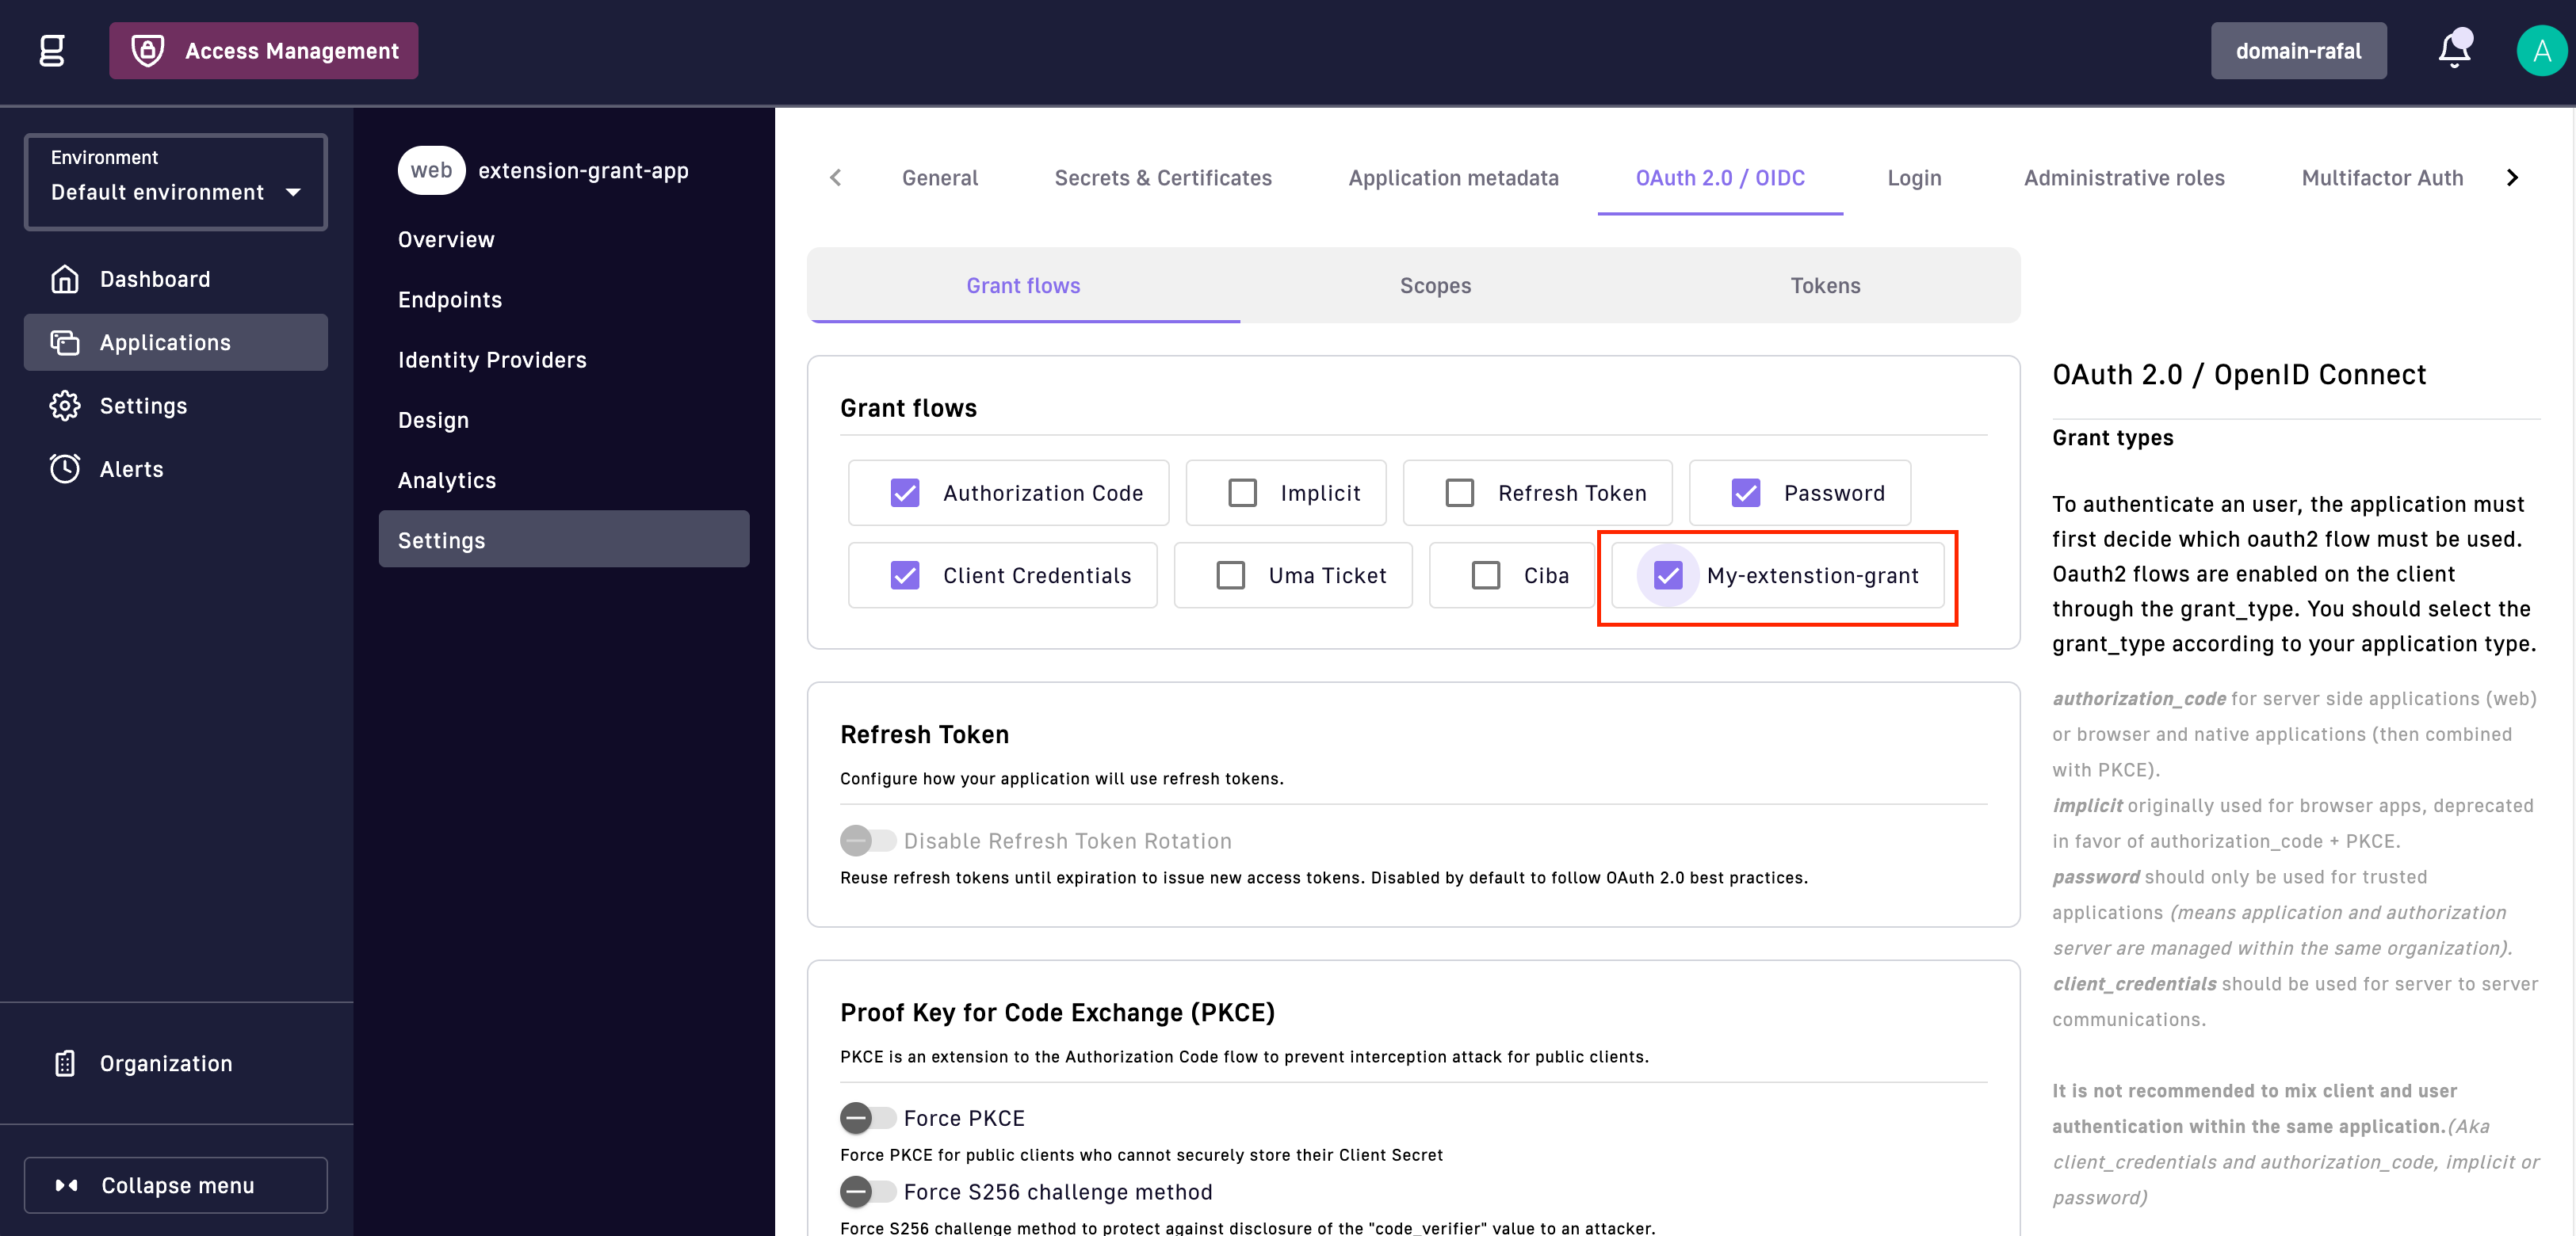 g
Access Management
domain-rafal
A
Environment
Default environment
Dashboard
Applications
Settings
Alerts
Organization
Collapse menu
web extension-grant-app
Overview
Endpoints
Identity Providers
Design
Analytics
Settings
General Secrets & Certificates Application metadata OAuth 2.0 / OIDC Login Administrative roles Multifactor Auth
Grant flows Scopes Tokens
Grant flows
Authorization Code Implicit Refresh Token Password
Client Credentials Uma Ticket Ciba My-extenstion-grant
Refresh Token
Configure how your application will use refresh tokens.
Disable Refresh Token Rotation
Reuse refresh tokens until expiration to issue new access tokens. Disabled by default to follow OAuth 2.0 best practices.
Proof Key for Code Exchange (PKCE)
PKCE is an extension to the Authorization Code flow to prevent interception attack for public clients.
Force PKCE
Force PKCE for public clients who cannot securely store their Client Secret
Force S256 challenge method
Force S256 challenge method to protect against disclosure of the "code_verifier" value to an attacker.
OAuth 2.0 / OpenID Connect
Grant types
To authenticate an user, the application must
first decide which oauth2 flow must be used.
Oauth2 flows are enabled on the client
through the grant_type. You should select the
grant_type according to your application type.
authorization_code for server side applications (web)
or browser and native applications (then combined
with PKCE).
implicit originally used for browser apps, deprecated
in favor of authorization_code + PKCE.
password should only be used for trusted
applications (means application and authorization
server are managed within the same organization).
client_credentials should be used for server to server
communications.
It is not recommended to mix client and user
authentication within the same application.(Aka
client_credentials and authorization_code, implicit or
password)